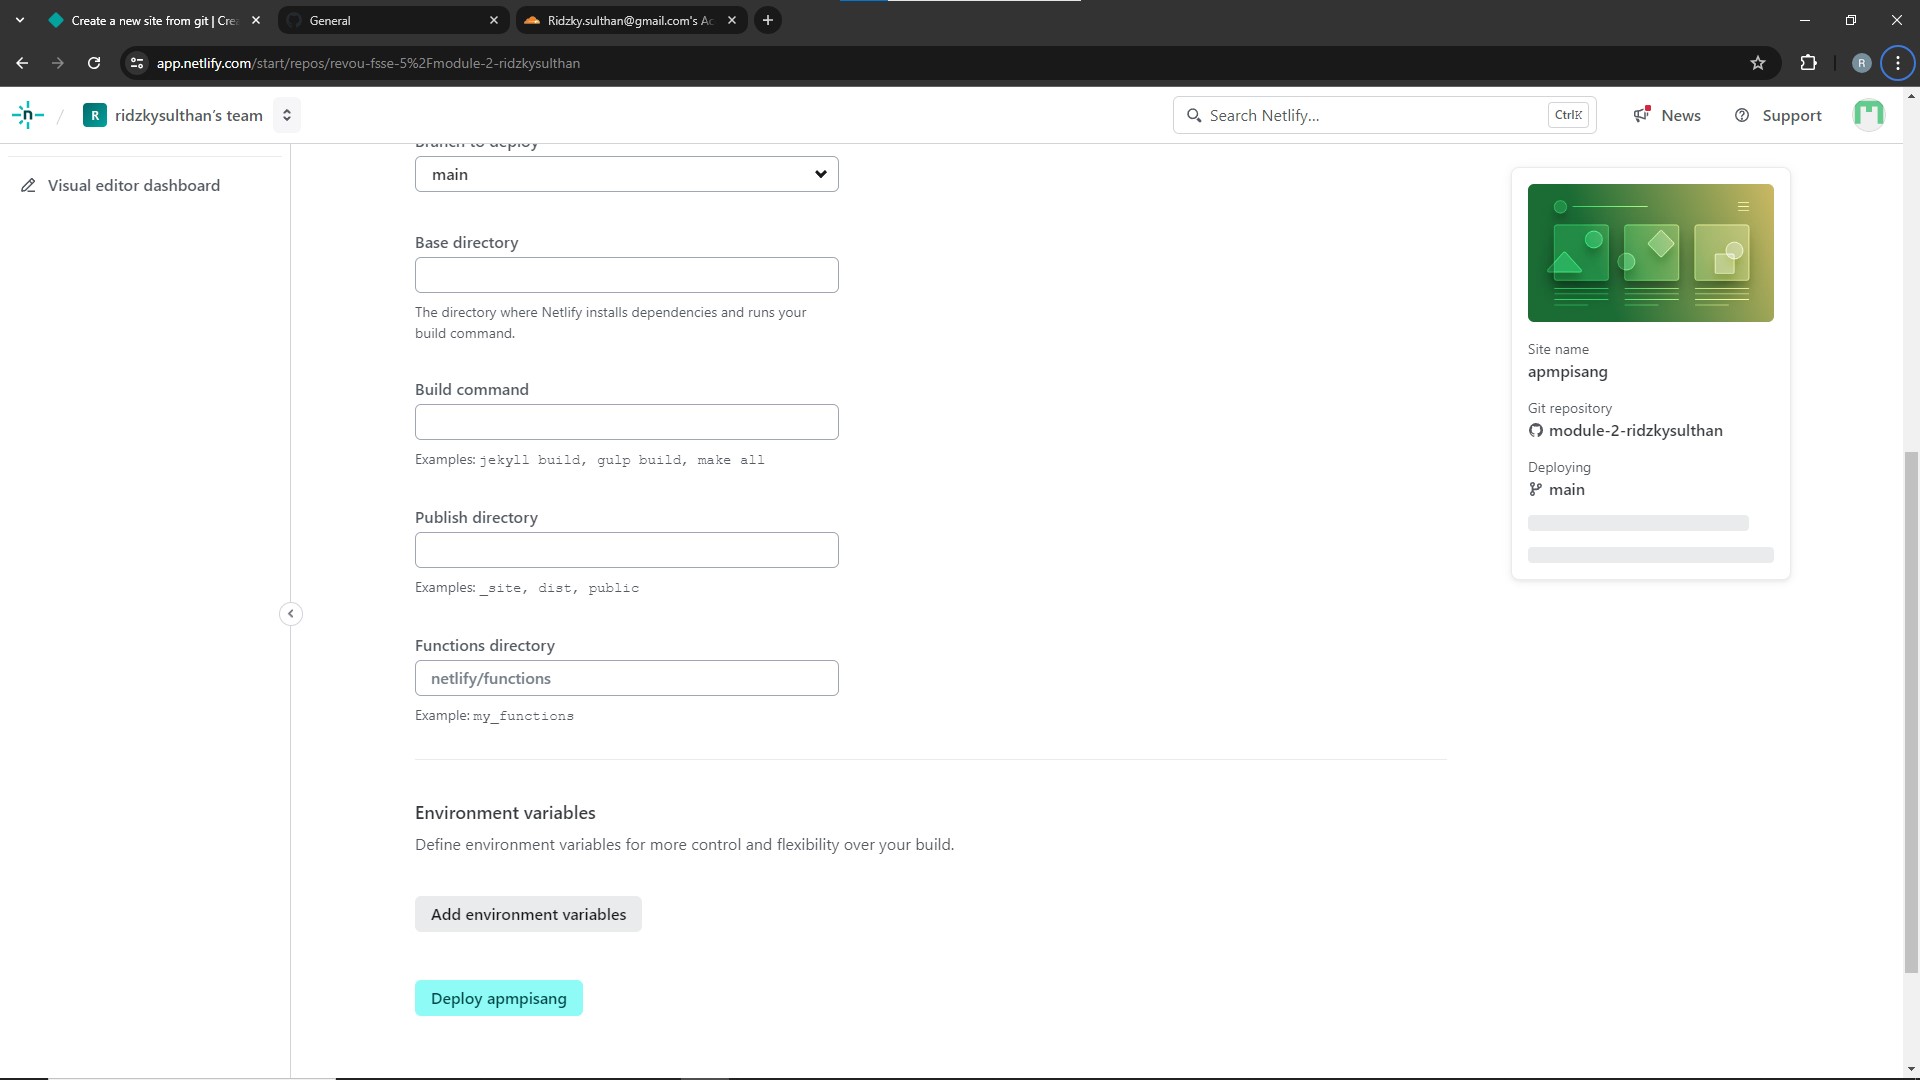 Create a new site from git | Cre
General
Ridzky.sulthan@gmail.com's Ac
app.netlify.com/start/repos/revou-fsse-5%2Fmodule-2-ridzkysulthan
R
R
ridzkysulthan's team
Search Netlify...
Ctrl K
News
Support
Visual editor dashboard
Branch to deploy
main
Base directory
The directory where Netlify installs dependencies and runs your
build command.
Build command
Examples: jekyll build, gulp build, make all
Publish directory
Examples: _site, dist, public
Functions directory
netlify/functions
Example: my_functions
Environment variables
Define environment variables for more control and flexibility over your build.
Add environment variables
Deploy apmpisang
Site name
apmpisang
Git repository
module-2-ridzkysulthan
Deploying
main